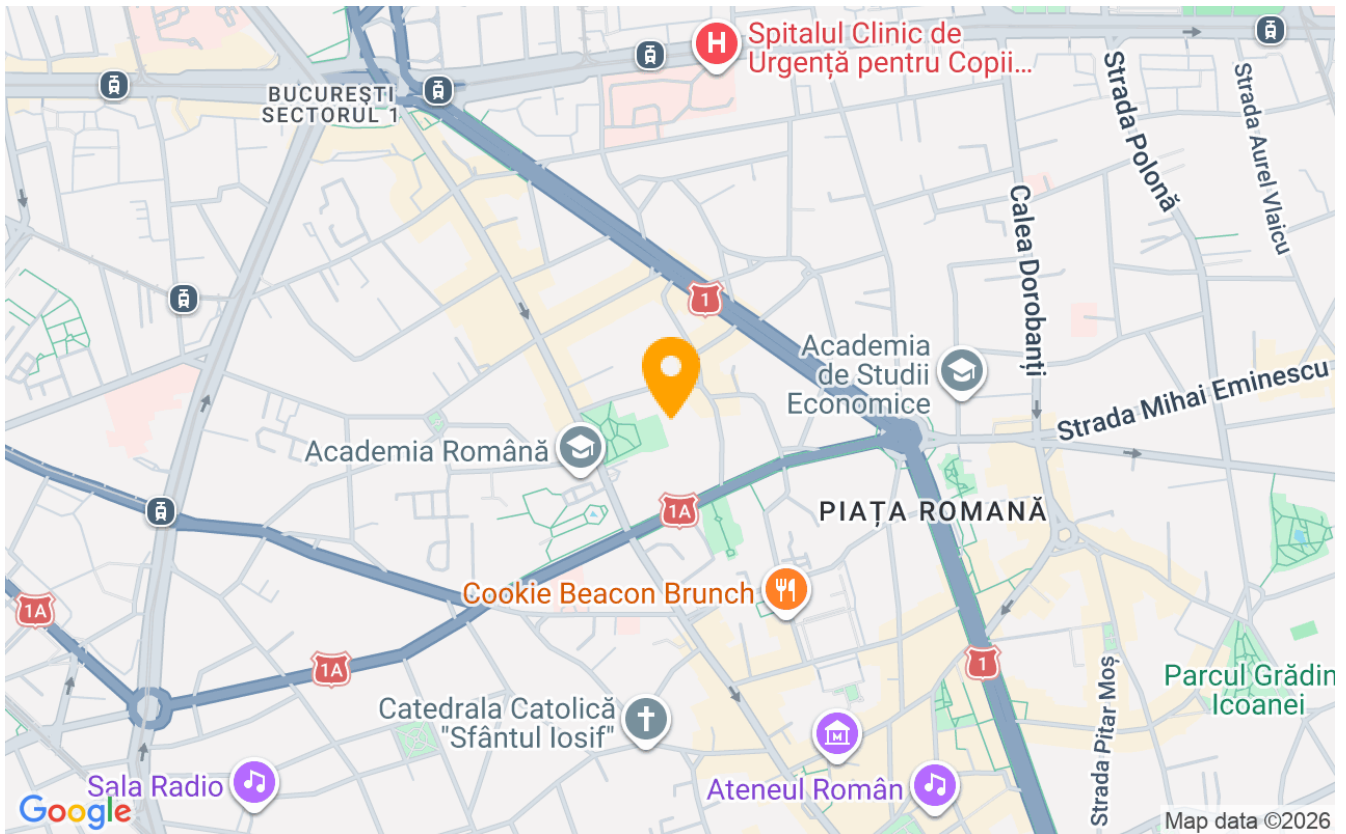 Spitalul Clinic de
Urgență pentru Copii...
H
BUCUREȘTI
SECTORUL 1
Strada Polonă
Strada Aurel Vlaicu
Calea Dorobanți
1
Academia
de Studii
Economice
Strada Mihai Eminescu
Academia Română
1A
PIAȚA ROMANĂ
Cookie Beacon Brunch
1A
1A
1
Strada Pitar Moș
Parcul Grădin
Icoanei
Catedrala Catolică
"Sfântul Iosif"
M
Sala Radio
Ateneul Român
Google
Map data ©2026